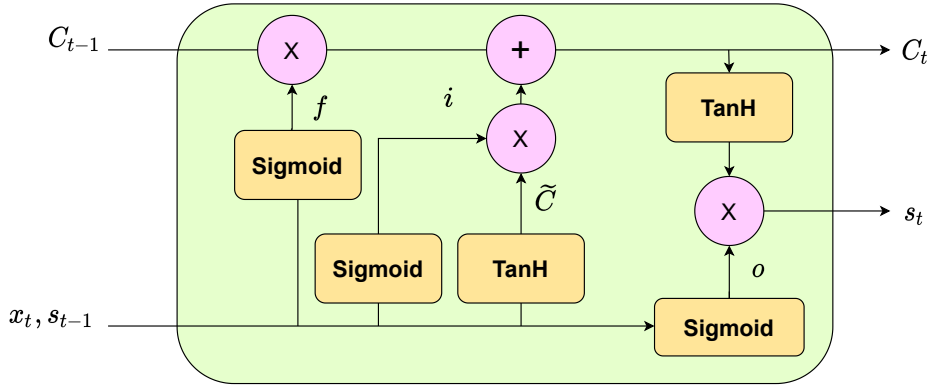 C_{t-1}
X
+
C_t
f
i
TanH
Sigmoid
X
C̃
X
s_t
Sigmoid
TanH
o
x_t, s_{t-1}
Sigmoid